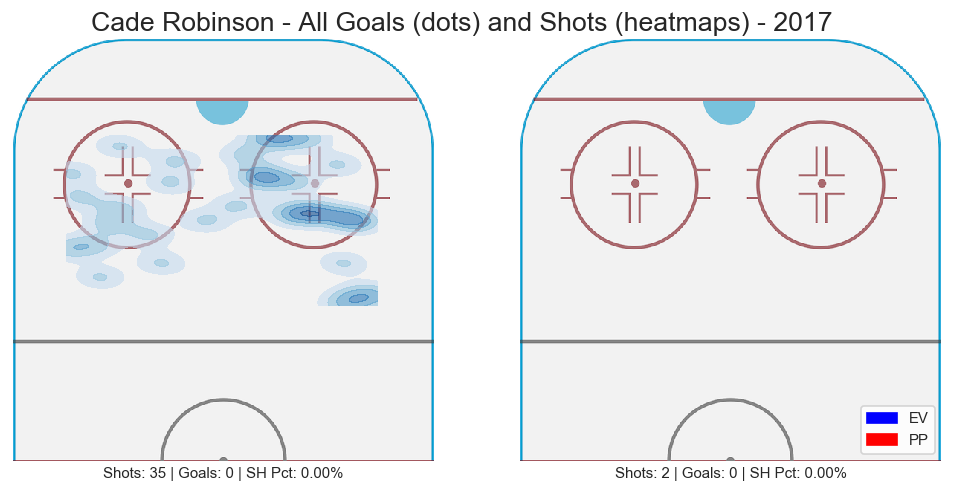 Cade Robinson - All Goals (dots) and Shots (heatmaps) - 2017
EV
PP
Shots: 35 | Goals: 0 | SH Pct: 0.00%
Shots: 2 | Goals: 0 | SH Pct: 0.00%